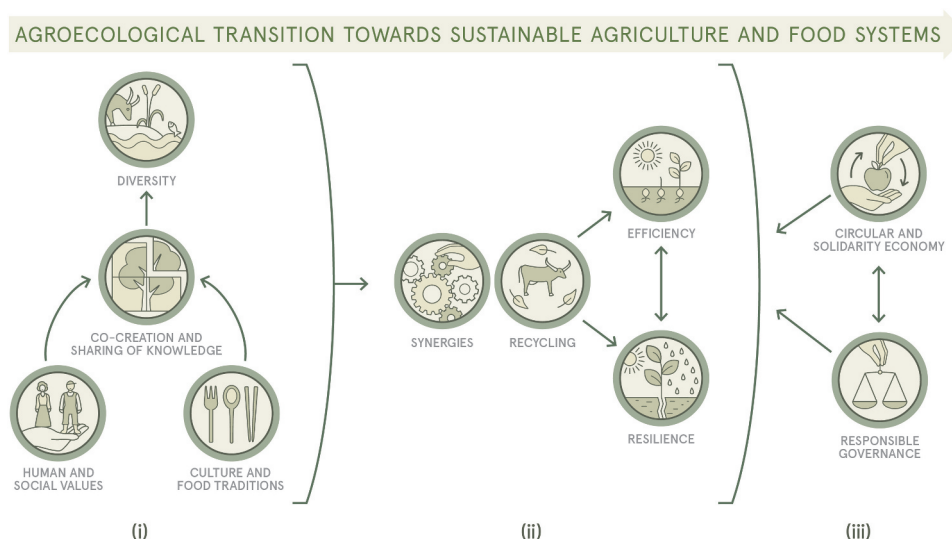 AGROECOLOGICAL TRANSITION TOWARDS SUSTAINABLE AGRICULTURE AND FOOD SYSTEMS
DIVERSITY
CO-CREATION AND
SHARING OF KNOWLEDGE
HUMAN AND
SOCIAL VALUES
CULTURE AND
FOOD TRADITIONS
(i)
SYNERGIES
RECYCLING
EFFICIENCY
RESILIENCE
(ii)
CIRCULAR AND
SOLIDARITY ECONOMY
RESPONSIBLE
GOVERNANCE
(iii)